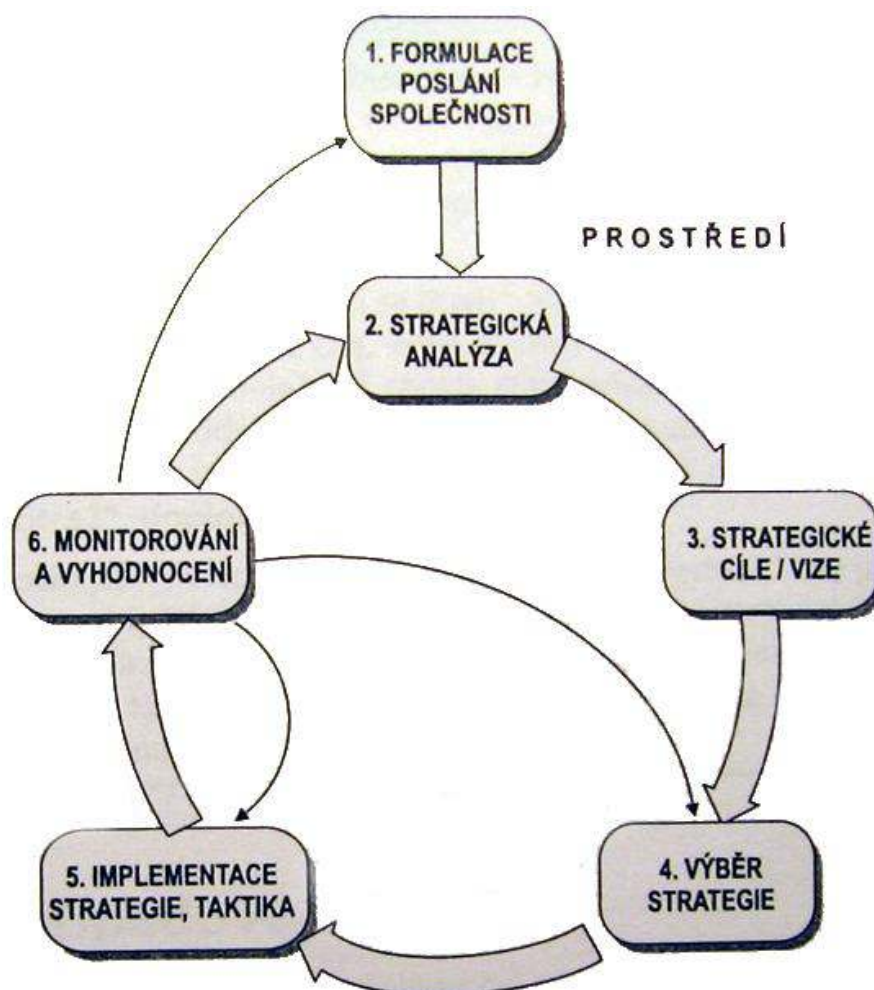 1. FORMULACE
POSLÁNÍ
SPOLEČNOSTI
P R O S T Ř E D Í
2. STRATEGICKÁ
ANALÝZA
3. STRATEGICKÉ
CÍLE / VIZE
4. VÝBĚR
STRATEGIE
5. IMPLEMENTACE
STRATEGIE, TAKTIKA
6. MONITOROVÁNÍ
A VYHODNOCENÍ